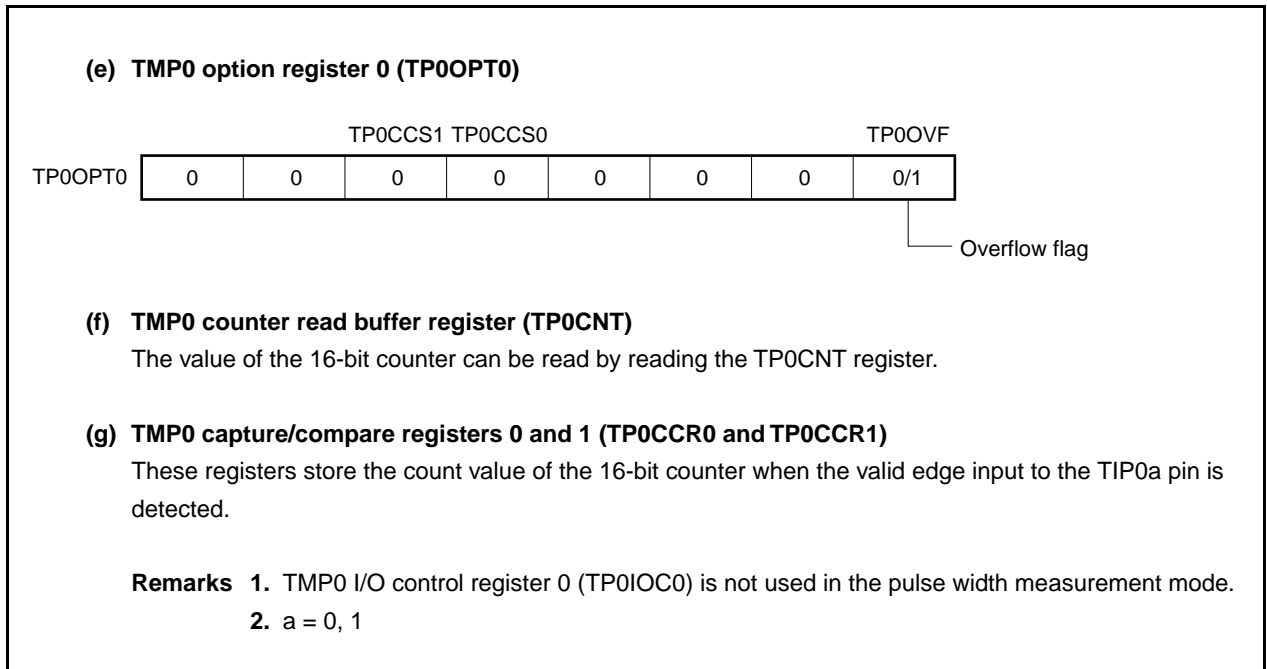 (e) TMP0 option register 0 (TP0OPT0)
TP0CCS1 TP0CCS0 TP0OVF
TP0OPT0 0 0 0 0 0 0 0 0/1
Overflow flag
(f) TMP0 counter read buffer register (TP0CNT)
The value of the 16-bit counter can be read by reading the TP0CNT register.
(g) TMP0 capture/compare registers 0 and 1 (TP0CCR0 and TP0CCR1)
These registers store the count value of the 16-bit counter when the valid edge input to the TIP0a pin is
detected.
Remarks 1. TMP0 I/O control register 0 (TP0IOC0) is not used in the pulse width measurement mode.
2. a = 0, 1